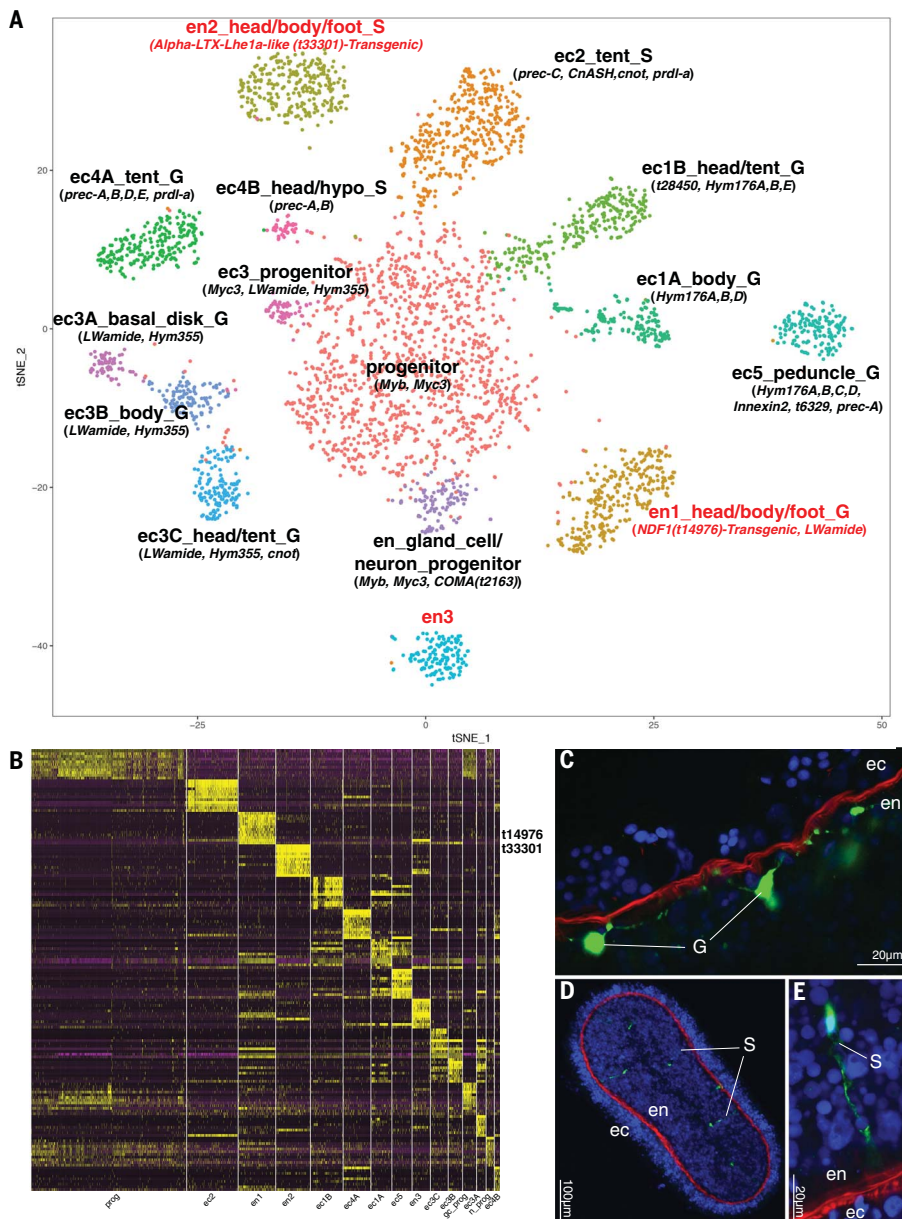 A
en2_head/body/foot_S
(Alpha-LTX-Lhe1a-like (t33301)-Transgenic)
ec2_tent_S
(prec-C, CnASH,cnot, prdl-a)
ec4A_tent_G
(prec-A,B,D,E, prdl-a)
ec4B_head/hypo_S
(prec-A,B)
ec1B_head/tent_G
(t28450, Hym176A,B,E)
ec3_progenitor
(Myc3, LWamide, Hym355)
ec1A_body_G
(Hym176A,B,D)
ec3A_basal_disk_G
(LWamide, Hym355)
progenitor
(Myb, Myc3)
ec5_peduncle_G
(Hym176A,B,C,D,
Innexin2, t6329, prec-A)
ec3B_body_G
(LWamide, Hym355)
ec3C_head/tent_G
(LWamide, Hym355, cnot)
en_gland_cell/
neuron_progenitor
(Myb, Myc3, COMA(t2163))
en1_head/body/foot_G
(NDF1(t14976)-Transgenic, LWamide)
en3
tSNE_2
20
0
−20
−40
−25
0
25
50
tSNE_1
B
t14976
t33301
prog
ec2
en1
en2
ec1B
ec4A
ec1A
ec5
en3
ec3C
ec3B
gc_prog
ec3A
n_prog
ec4B
C
ec
en
G
20µm
D
S
en
ec
100µm
E
S
en
ec
20µm